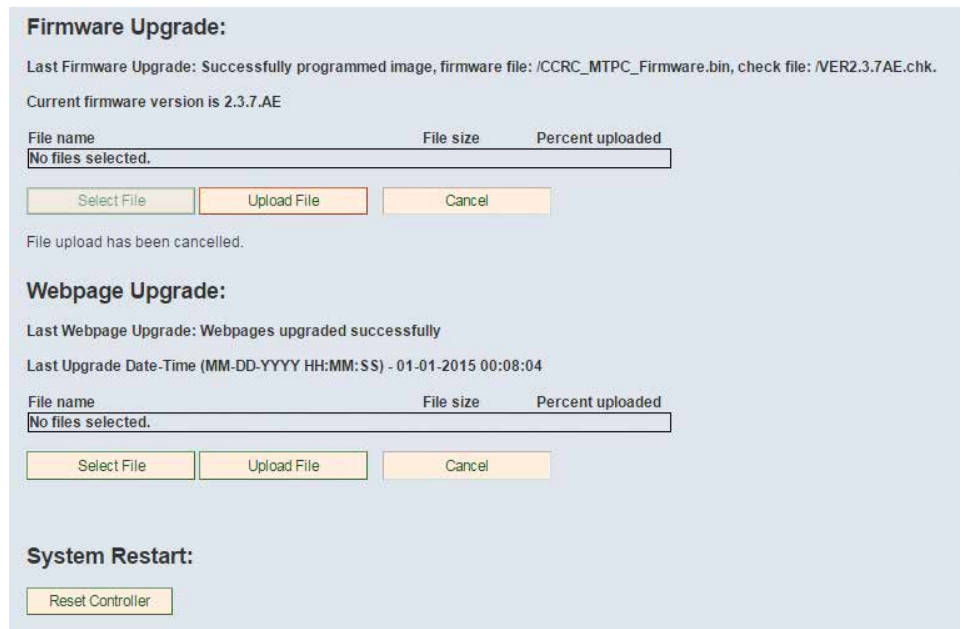 Firmware Upgrade:
Last Firmware Upgrade: Successfully programmed image, firmware file: /CCRC_MTPC_Firmware.bin, check file: /VER2.3.7AE.chk.
Current firmware version is 2.3.7.AE
File name File size Percent uploaded
No files selected.
Select File Upload File Cancel
File upload has been cancelled.
Webpage Upgrade:
Last Webpage Upgrade: Webpages upgraded successfully
Last Upgrade Date-Time (MM-DD-YYYY HH:MM:SS) - 01-01-2015 00:08:04
File name File size Percent uploaded
No files selected.
Select File Upload File Cancel
System Restart:
Reset Controller